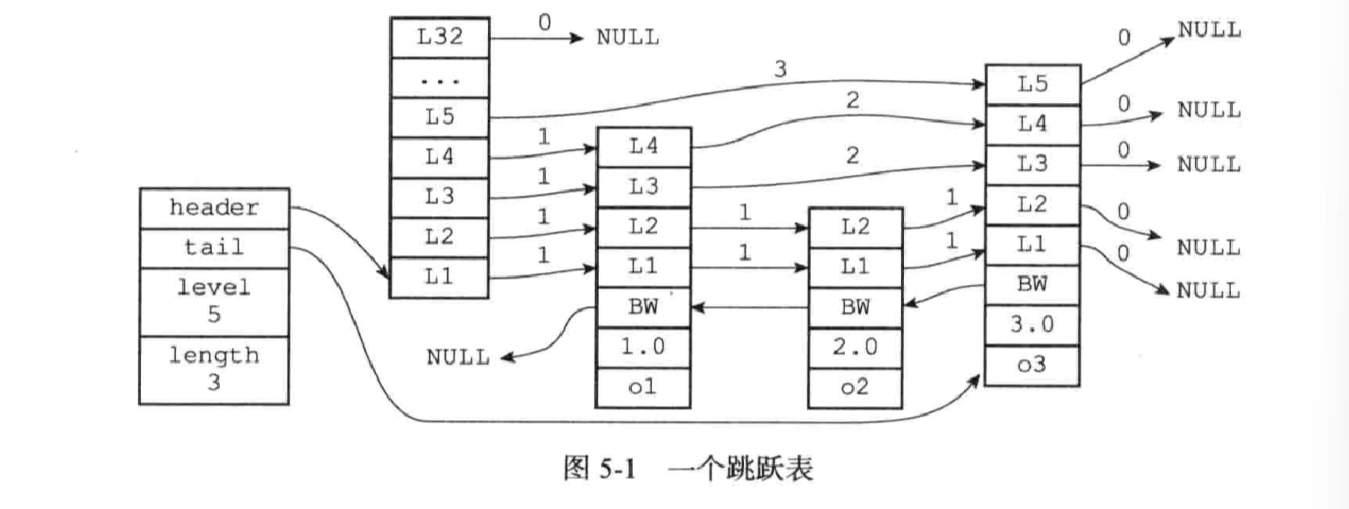 header
tail
level
5
length
3
L32
...
L5
L4
L3
L2
L1
0
NULL
3
1
1
1
1
L4
L3
L2
L1
BW
1.0
o1
NULL
2
2
1
1
L2
L1
BW
2.0
o2
1
1
L5
L4
L3
L2
L1
BW
3.0
o3
0
NULL
0
NULL
0
NULL
0
NULL
0
NULL
图 5-1 一个跳跃表